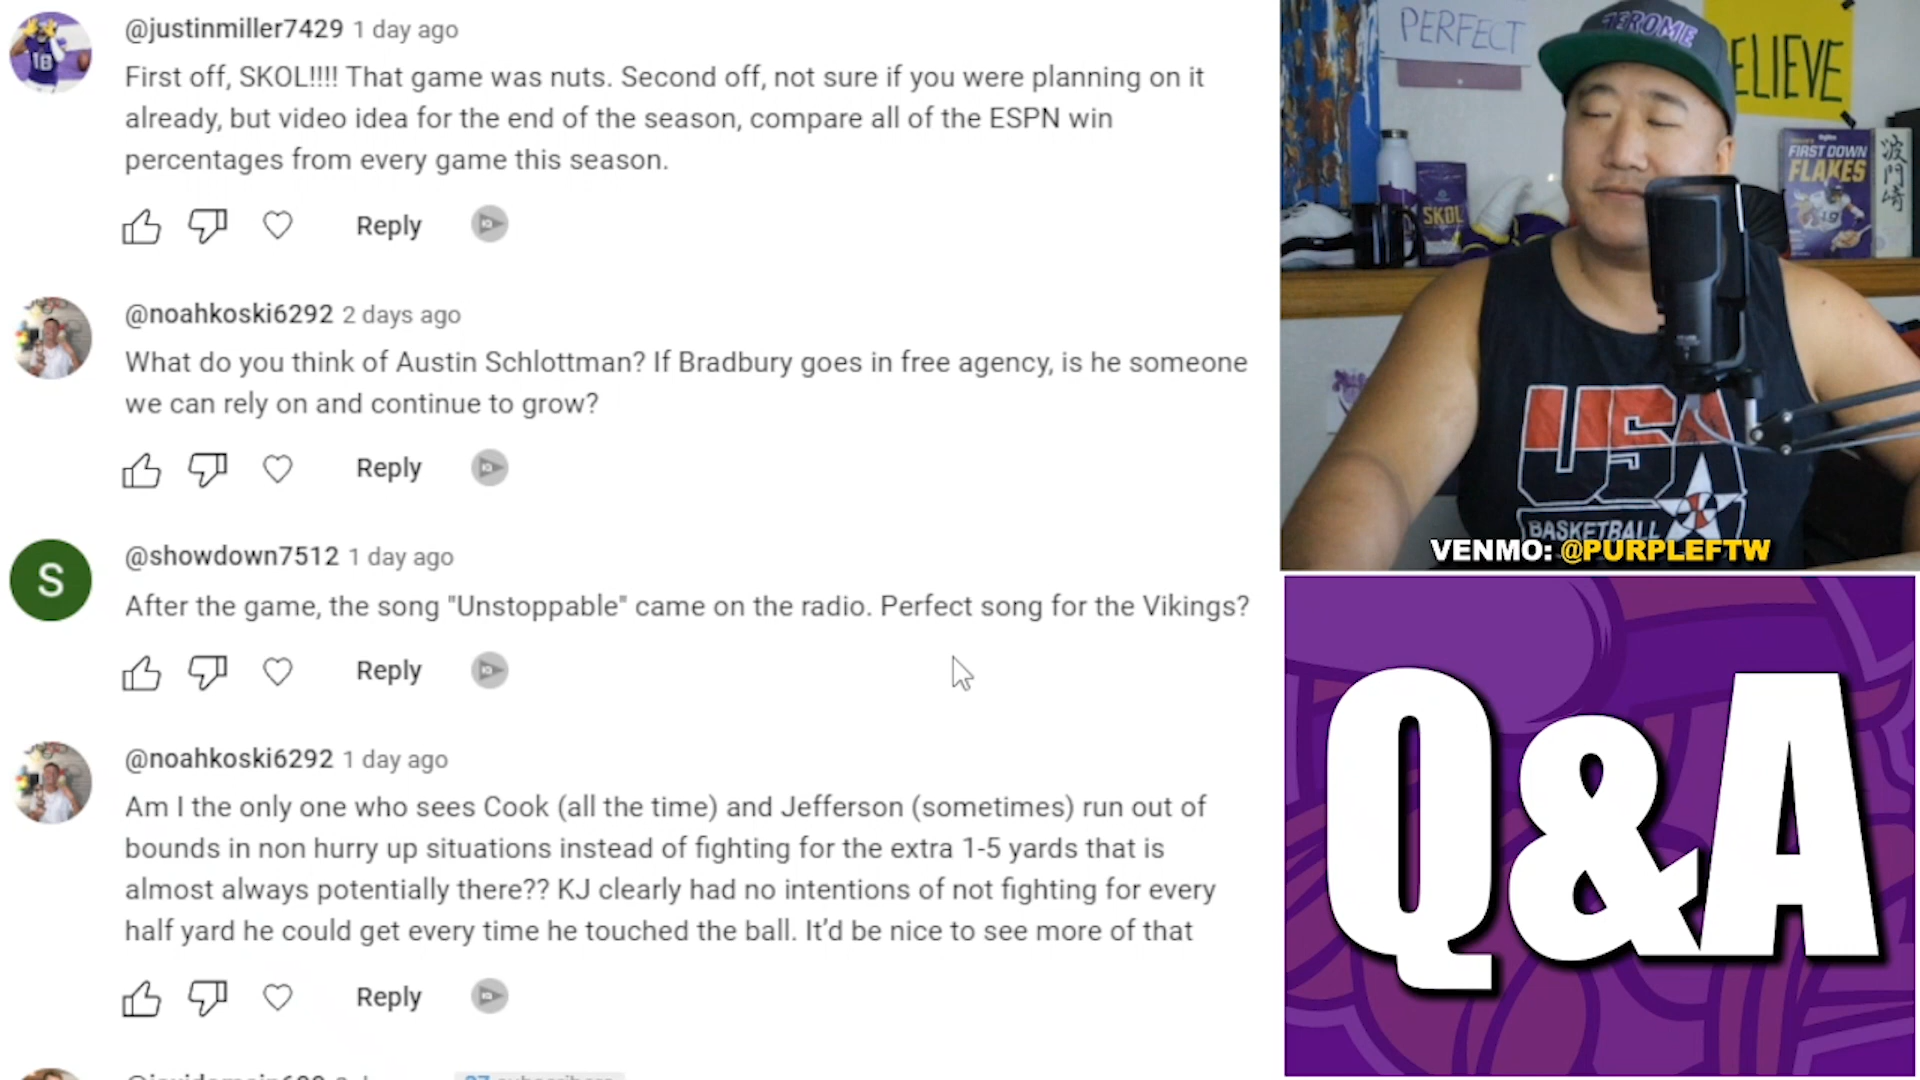 @justinmiller7429 1 day ago
First off, SKOL!!!! That game was nuts. Second off, not sure if you were planning on it
already, but video idea for the end of the season, compare all of the ESPN win
percentages from every game this season.
Reply
@noahkoski6292 2 days ago
What do you think of Austin Schlottman? If Bradbury goes in free agency, is he someone
we can rely on and continue to grow?
Reply
@showdown7512 1 day ago
S
After the game, the song "Unstoppable" came on the radio. Perfect song for the Vikings?
Reply
@noahkoski6292 1 day ago
Am I the only one who sees Cook (all the time) and Jefferson (sometimes) run out of
bounds in non hurry up situations instead of fighting for the extra 1-5 yards that is
almost always potentially there?? KJ clearly had no intentions of not fighting for every
half yard he could get every time he touched the ball. It’d be nice to see more of that
Reply
18
PERFECT
JEROME
ELIEVE
FIRST DOWN
FLAKES
19
SKOL
USA
BASKETBALL
VENMO: @PURPLEFTW
Q&A